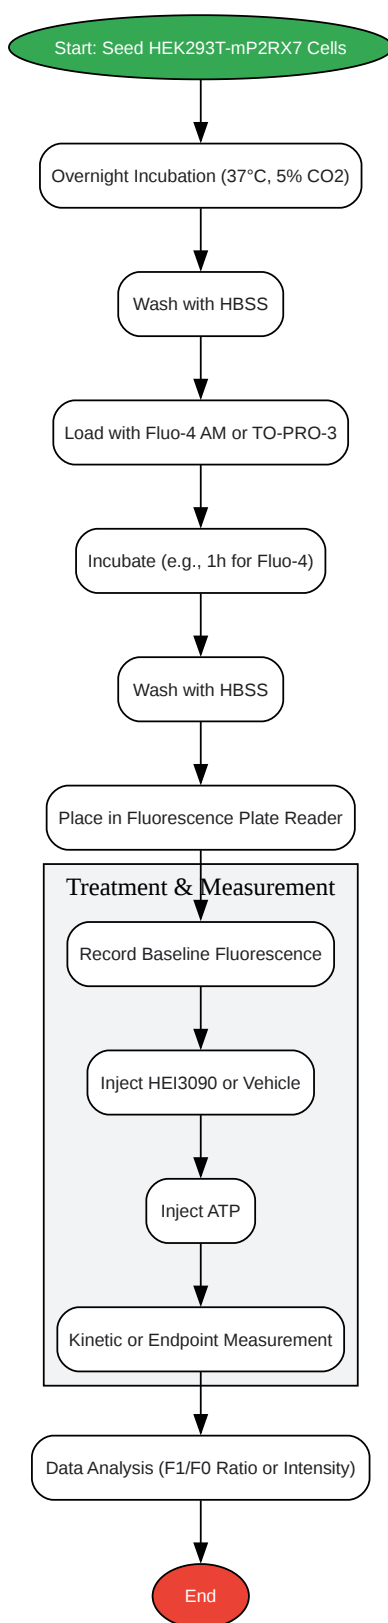 Start: Seed HEK293T-mP2RX7 Cells
Overnight Incubation (37°C, 5% CO2)
Wash with HBSS
Load with Fluo-4 AM or TO-PRO-3
Incubate (e.g., 1h for Fluo-4)
Wash with HBSS
Place in Fluorescence Plate Reader
Treatment & Measurement
Record Baseline Fluorescence
Inject HEI3090 or Vehicle
Inject ATP
Kinetic or Endpoint Measurement
Data Analysis (F1/F0 Ratio or Intensity)
End